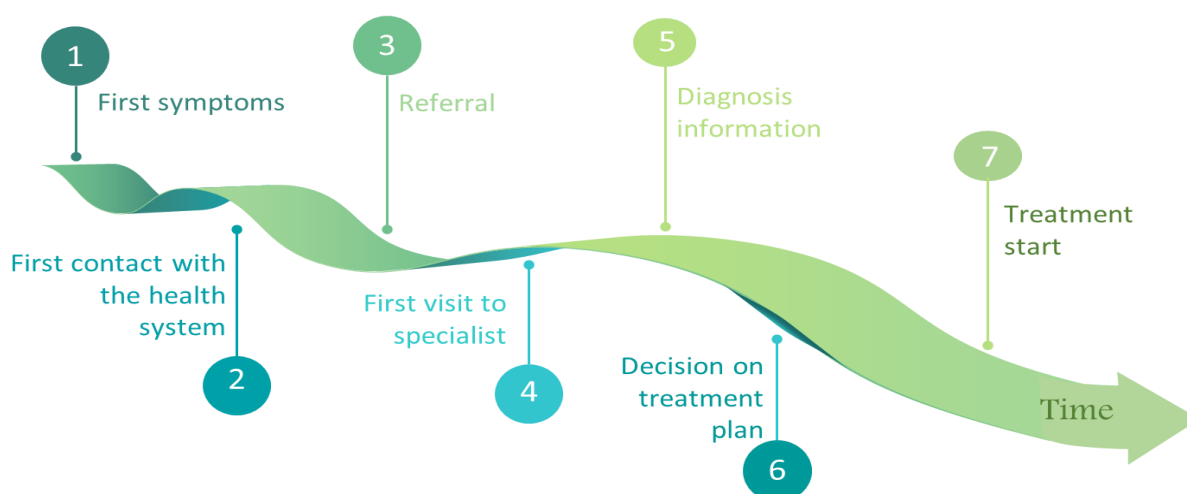 1
First symptoms
2
First contact with
the health
system
3
Referral
4
First visit to
specialist
5
Diagnosis
information
6
Decision on
treatment
plan
7
Treatment
start
Time